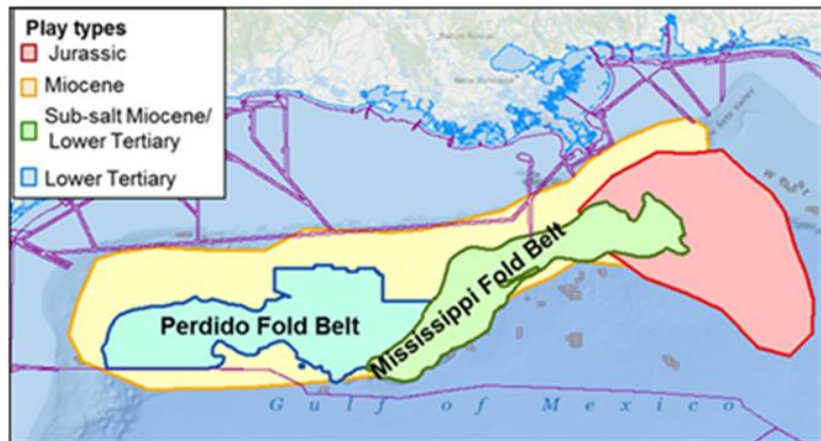 Play types
Jurassic
Miocene
Sub-salt Miocene/
Lower Tertiary
Lower Tertiary
Perdido Fold Belt
Mississippi Fold Belt
Gulf of Mexico